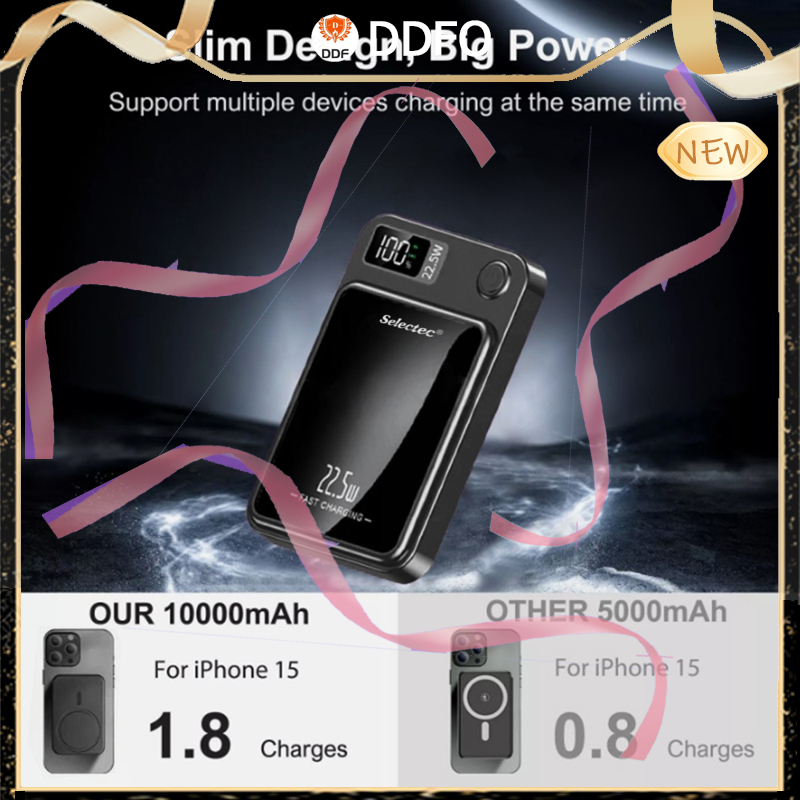 DDFO
DDF
Slim Design, Big Power
Support multiple devices charging at the same time
NEW
100%
22.5W
Selectec®
22.5W
FAST CHARGING
OUR 10000mAh
OTHER 5000mAh
For iPhone 15
For iPhone 15
1.8 Charges
0.8 Charges